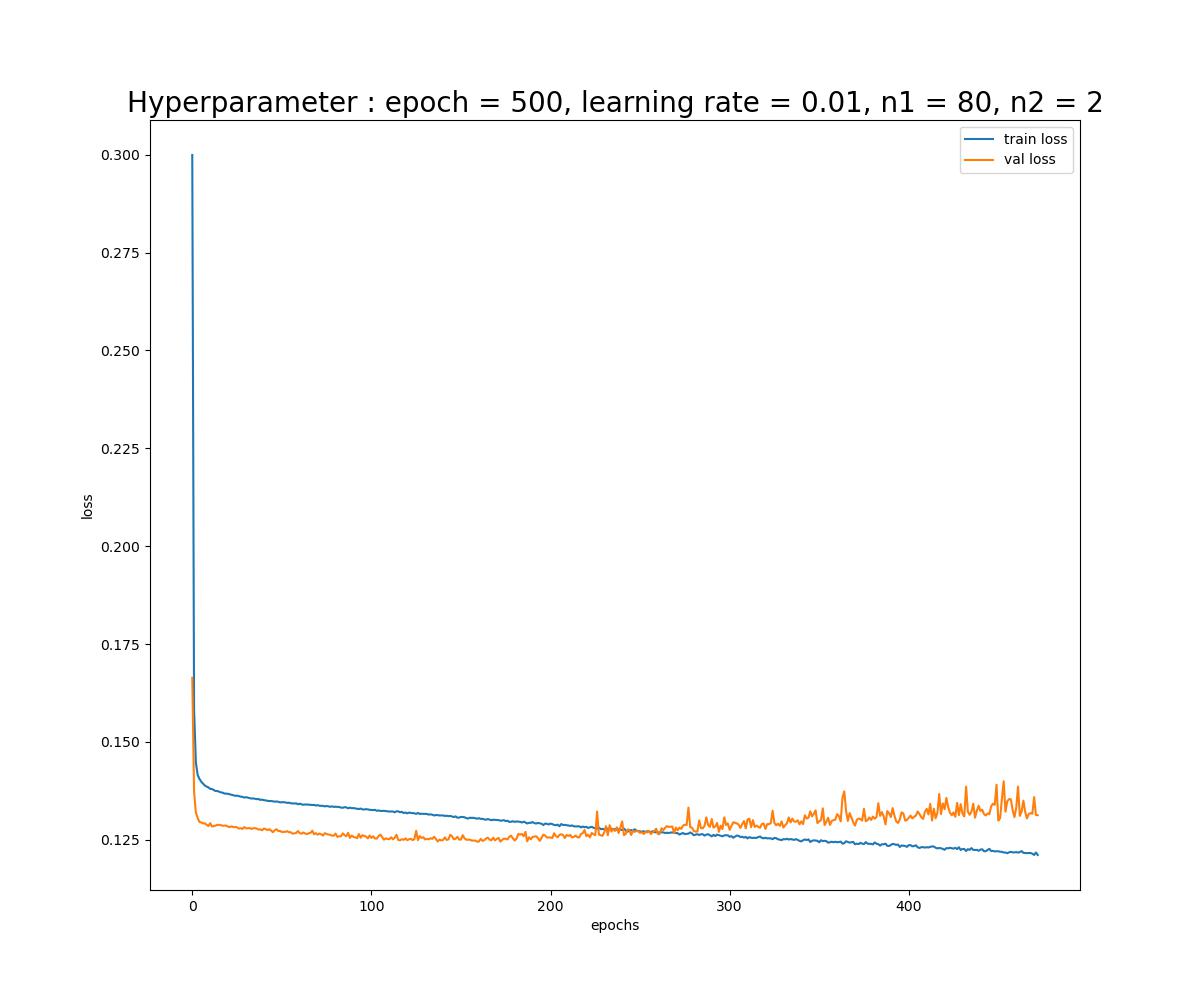 Hyperparameter : epoch = 500, learning rate = 0.01, n1 = 80, n2 = 2
train loss
val loss
0.300
0.275
0.250
0.225
0.200
0.175
0.150
0.125
loss
0
100
200
300
400
epochs